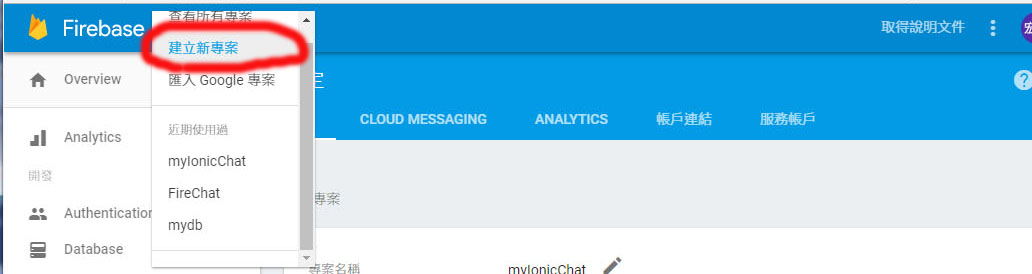 Firebase
查看所有專案
建立新專案
匯入 Google 專案
近期使用過
myIonicChat
FireChat
mydb
取得說明文件
宏
Overview
Analytics
開發
Authentication
Database
定
CLOUD MESSAGING
ANALYTICS
帳戶連結
服務帳戶
專案
專案名稱
myIonicChat